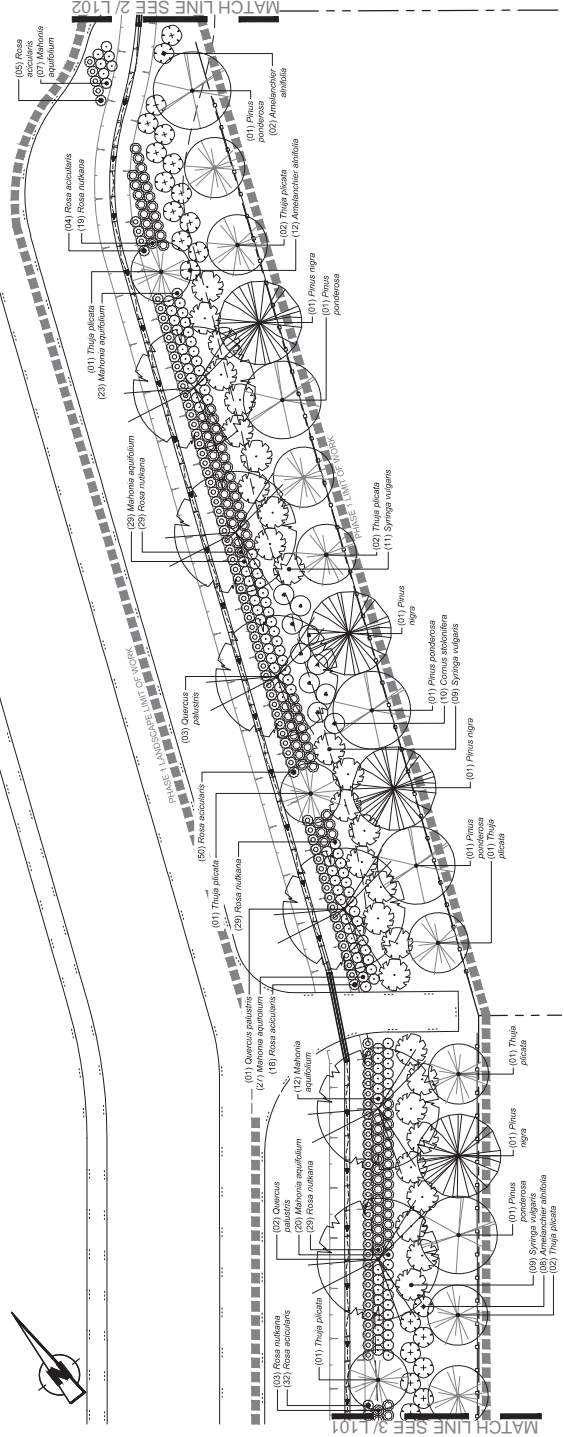 MATCH LINE SEE 2/ L102
(05) Rosa
acicularis
(07) Mahonia
aquifolium
(01) Pinus
ponderosa
(02) Amelanchier
alnifolia
(04) Rosa acicularis
(19) Rosa nutkana
(02) Thuja plicata
(12) Amelanchier alnifolia
(01) Thuja plicata
(23) Mahonia aquifolium
(01) Pinus nigra
(01) Pinus
ponderosa
(29) Mahonia aquifolium
(29) Rosa nutkana
PHASE 1 LIMIT OF WORK
(02) Thuja plicata
(11) Syringa vulgaris
(01) Pinus
nigra
PHASE 1 LANDSCAPE LIMIT OF WORK
(03) Quercus
palustris
(01) Pinus ponderosa
(10) Cornus stolonifera
(09) Syringa vulgaris
(01) Pinus nigra
(50) Rosa acicularis
(01) Thuja plicata
(29) Rosa nutkana
(01) Pinus
ponderosa
(01) Thuja
plicata
(01) Quercus palustris
(27) Mahonia aquifolium
(18) Rosa acicularis
(12) Mahonia
aquifolium
(01) Thuja
plicata
(01) Pinus
nigra
(02) Quercus
palustris
(20) Mahonia aquifolium
(29) Rosa nutkana
(01) Pinus
ponderosa
(09) Syringa vulgaris
(08) Amelanchier alnifolia
(02) Thuja plicata
(01) Thuja plicata
(03) Rosa nutkana
(32) Rosa acicularis
MATCH LINE SEE 3/ L101